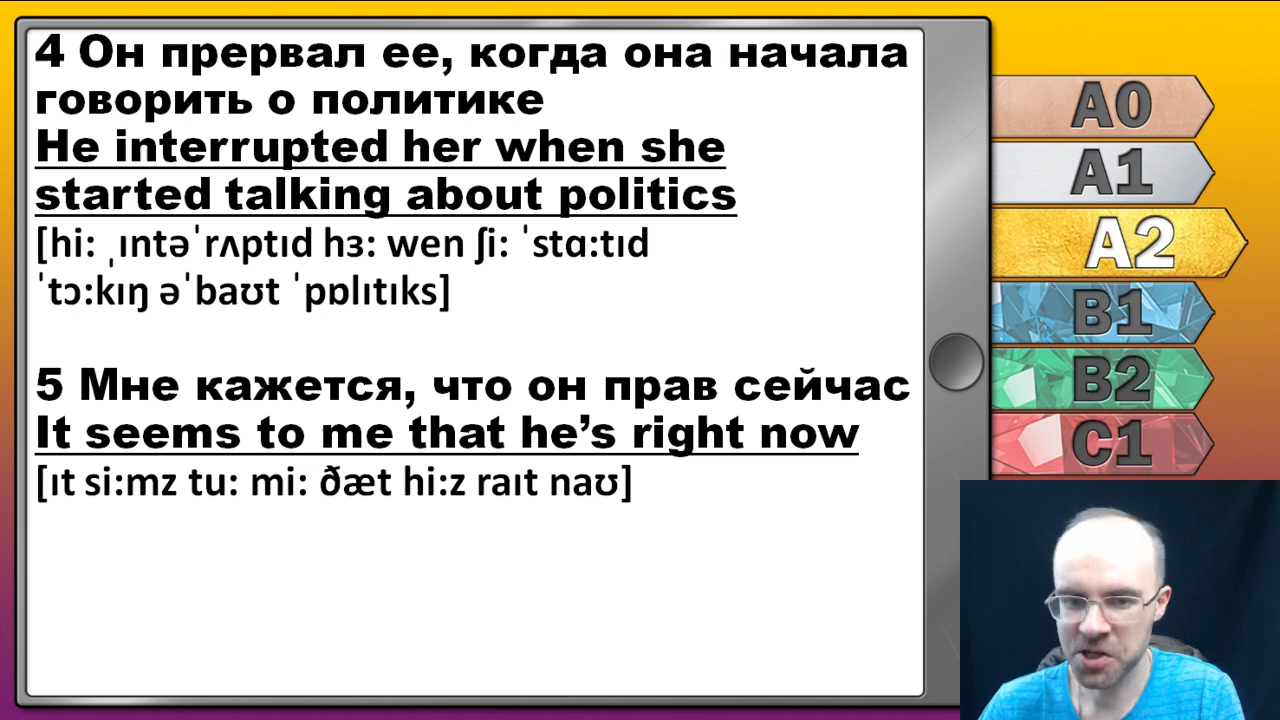 4 Он прервал ее, когда она начала
говорить о политике
He interrupted her when she
started talking about politics
[hi: ˌɪntəˈrʌptɪd hɜ: wen ʃi: ˈstɑ:tɪd
ˈtɔ:kɪŋ əˈbaʊt ˈpɒlɪtɪks]
5 Мне кажется, что он прав сейчас
It seems to me that he’s right now
[ɪt si:mz tu: mi: ðæt hi:z raɪt naʊ]
A0
A1
A2
B1
B2
C1